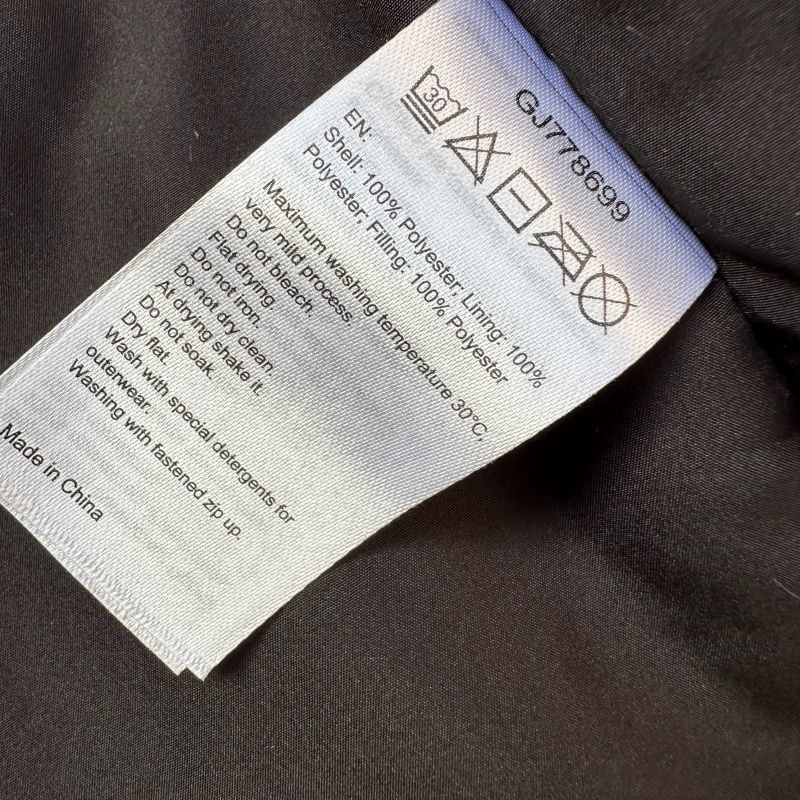 GJ778699
30
EN:
Shell: 100% Polyester; Lining: 100%
Polyester; Filling: 100% Polyester
Maximum washing temperature 30°C,
very mild process.
Do not bleach.
Flat drying.
Do not iron.
Do not dry clean.
At drying shake it.
Do not soak.
Dry flat.
Wash with special detergents for
outerwear.
Washing with fastened zip up.
Made in China